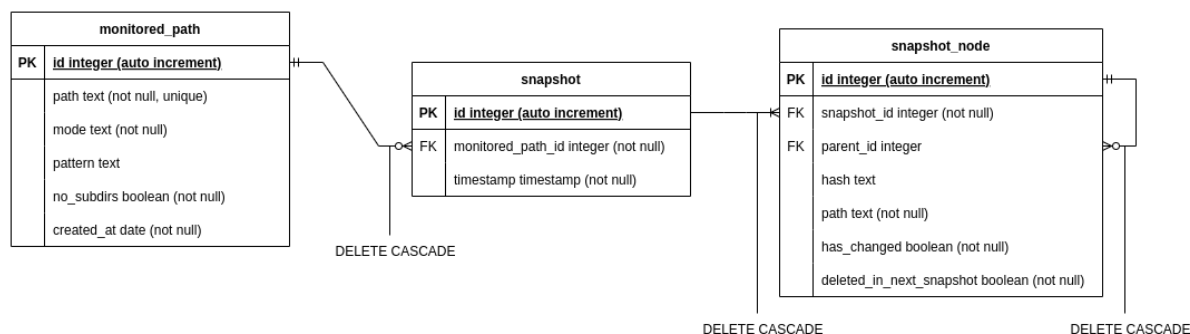 monitored_path
PK id integer (auto increment)
path text (not null, unique)
mode text (not null)
pattern text
no_subdirs boolean (not null)
created_at date (not null)
DELETE CASCADE
snapshot
PK id integer (auto increment)
FK monitored_path_id integer (not null)
timestamp timestamp (not null)
DELETE CASCADE
snapshot_node
PK id integer (auto increment)
FK snapshot_id integer (not null)
FK parent_id integer
hash text
path text (not null)
has_changed boolean (not null)
deleted_in_next_snapshot boolean (not null)
DELETE CASCADE